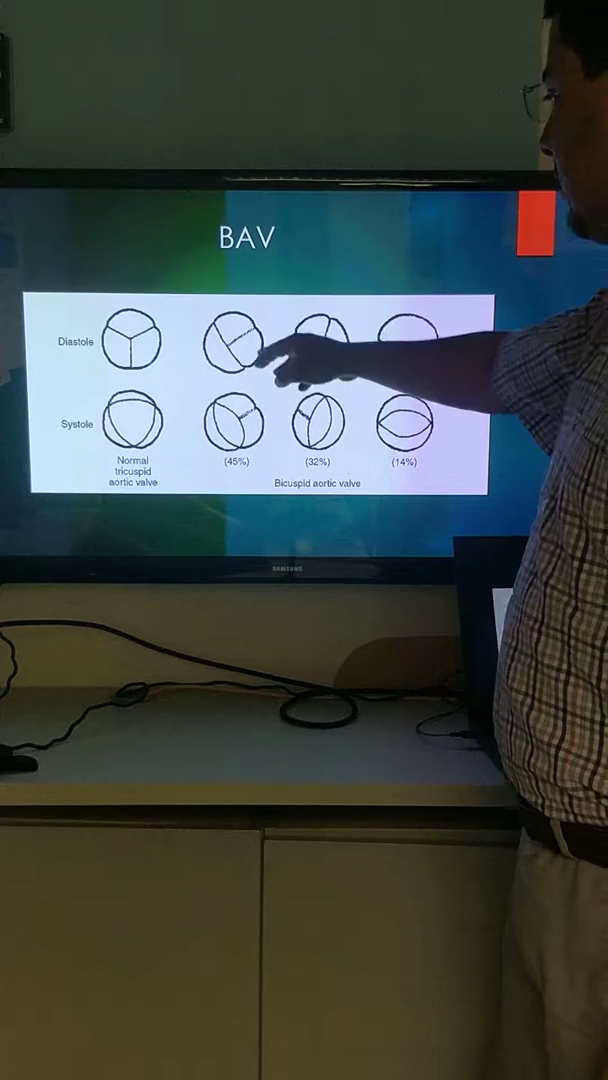 BAV
Diastole
Systole
Normal
tricuspid
aortic valve
(45%)
(32%)
(14%)
Bicuspid aortic valve
SAMSUNG